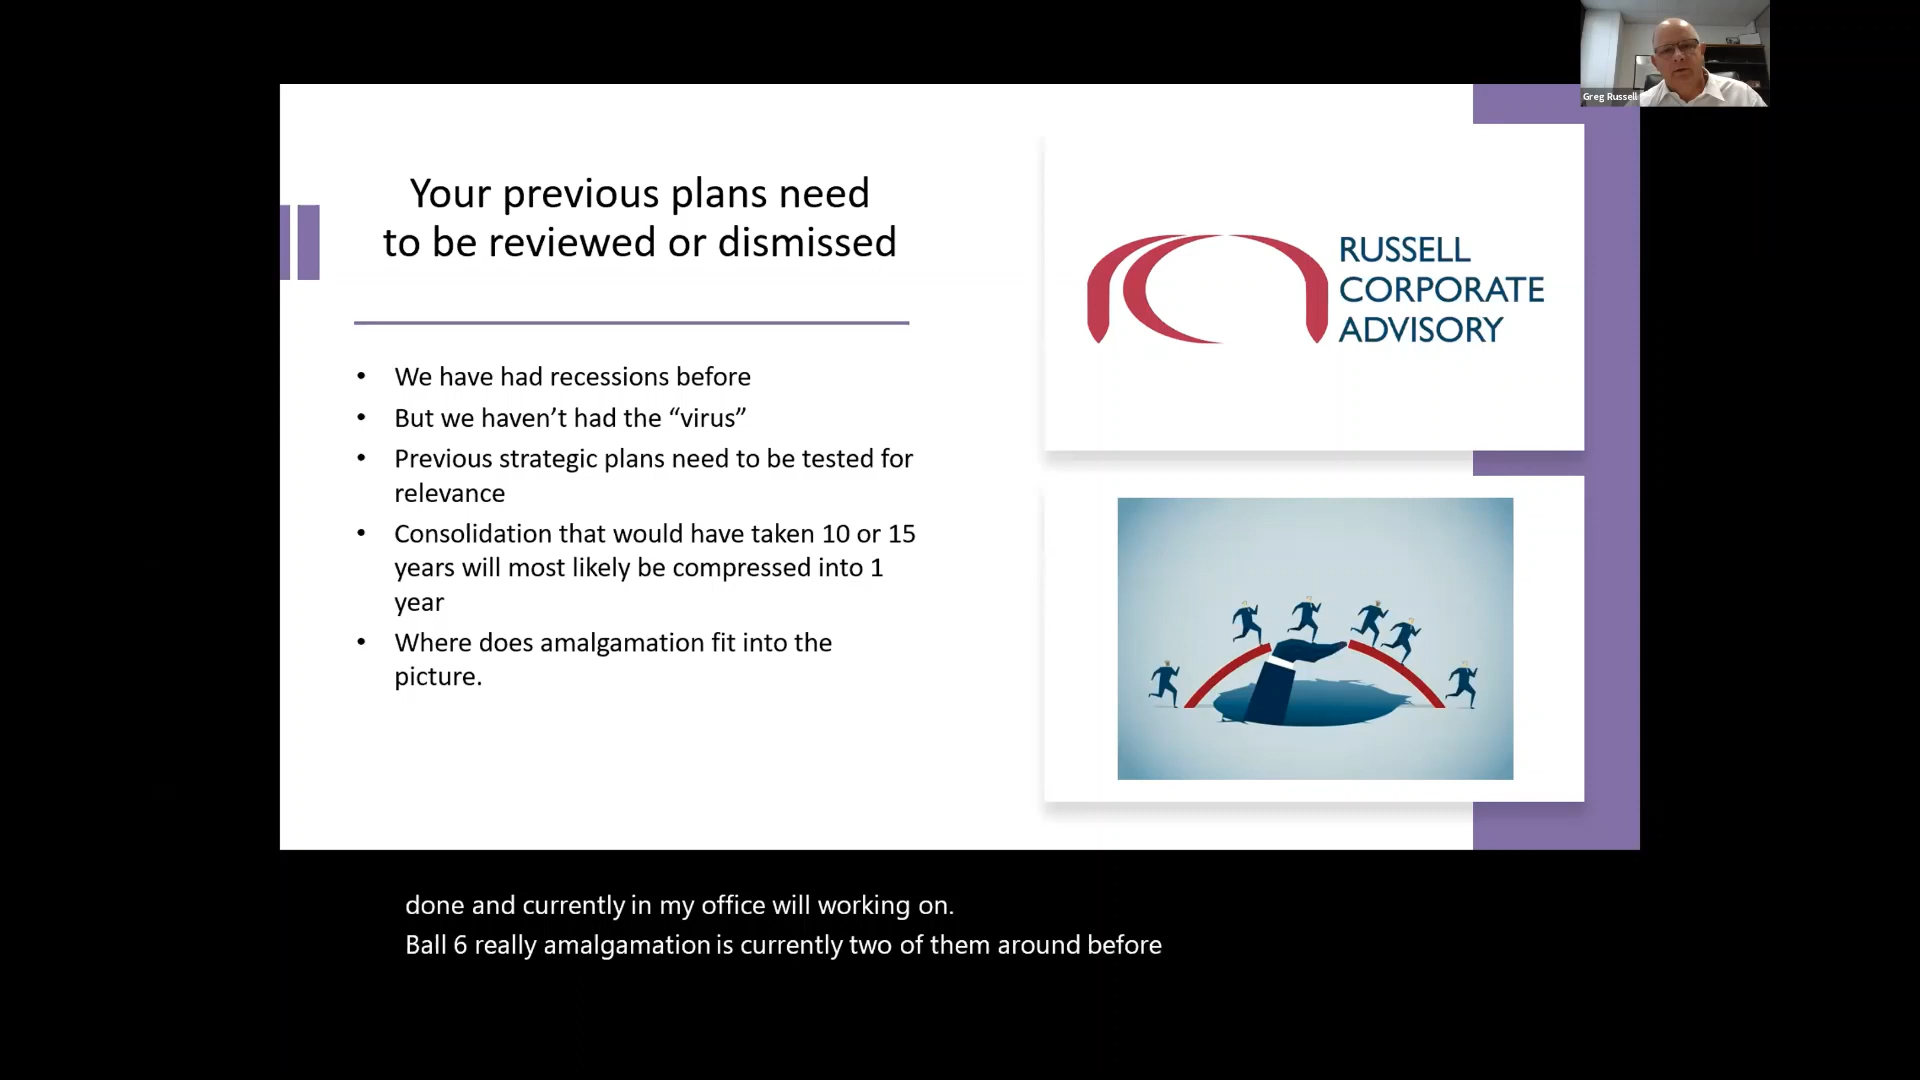 Greg Russell
Your previous plans need
to be reviewed or dismissed
• We have had recessions before
• But we haven’t had the “virus”
• Previous strategic plans need to be tested for
relevance
• Consolidation that would have taken 10 or 15
years will most likely be compressed into 1
year
• Where does amalgamation fit into the
picture.
RUSSELL
CORPORATE
ADVISORY
done and currently in my office will working on.
Ball 6 really amalgamation is currently two of them around before